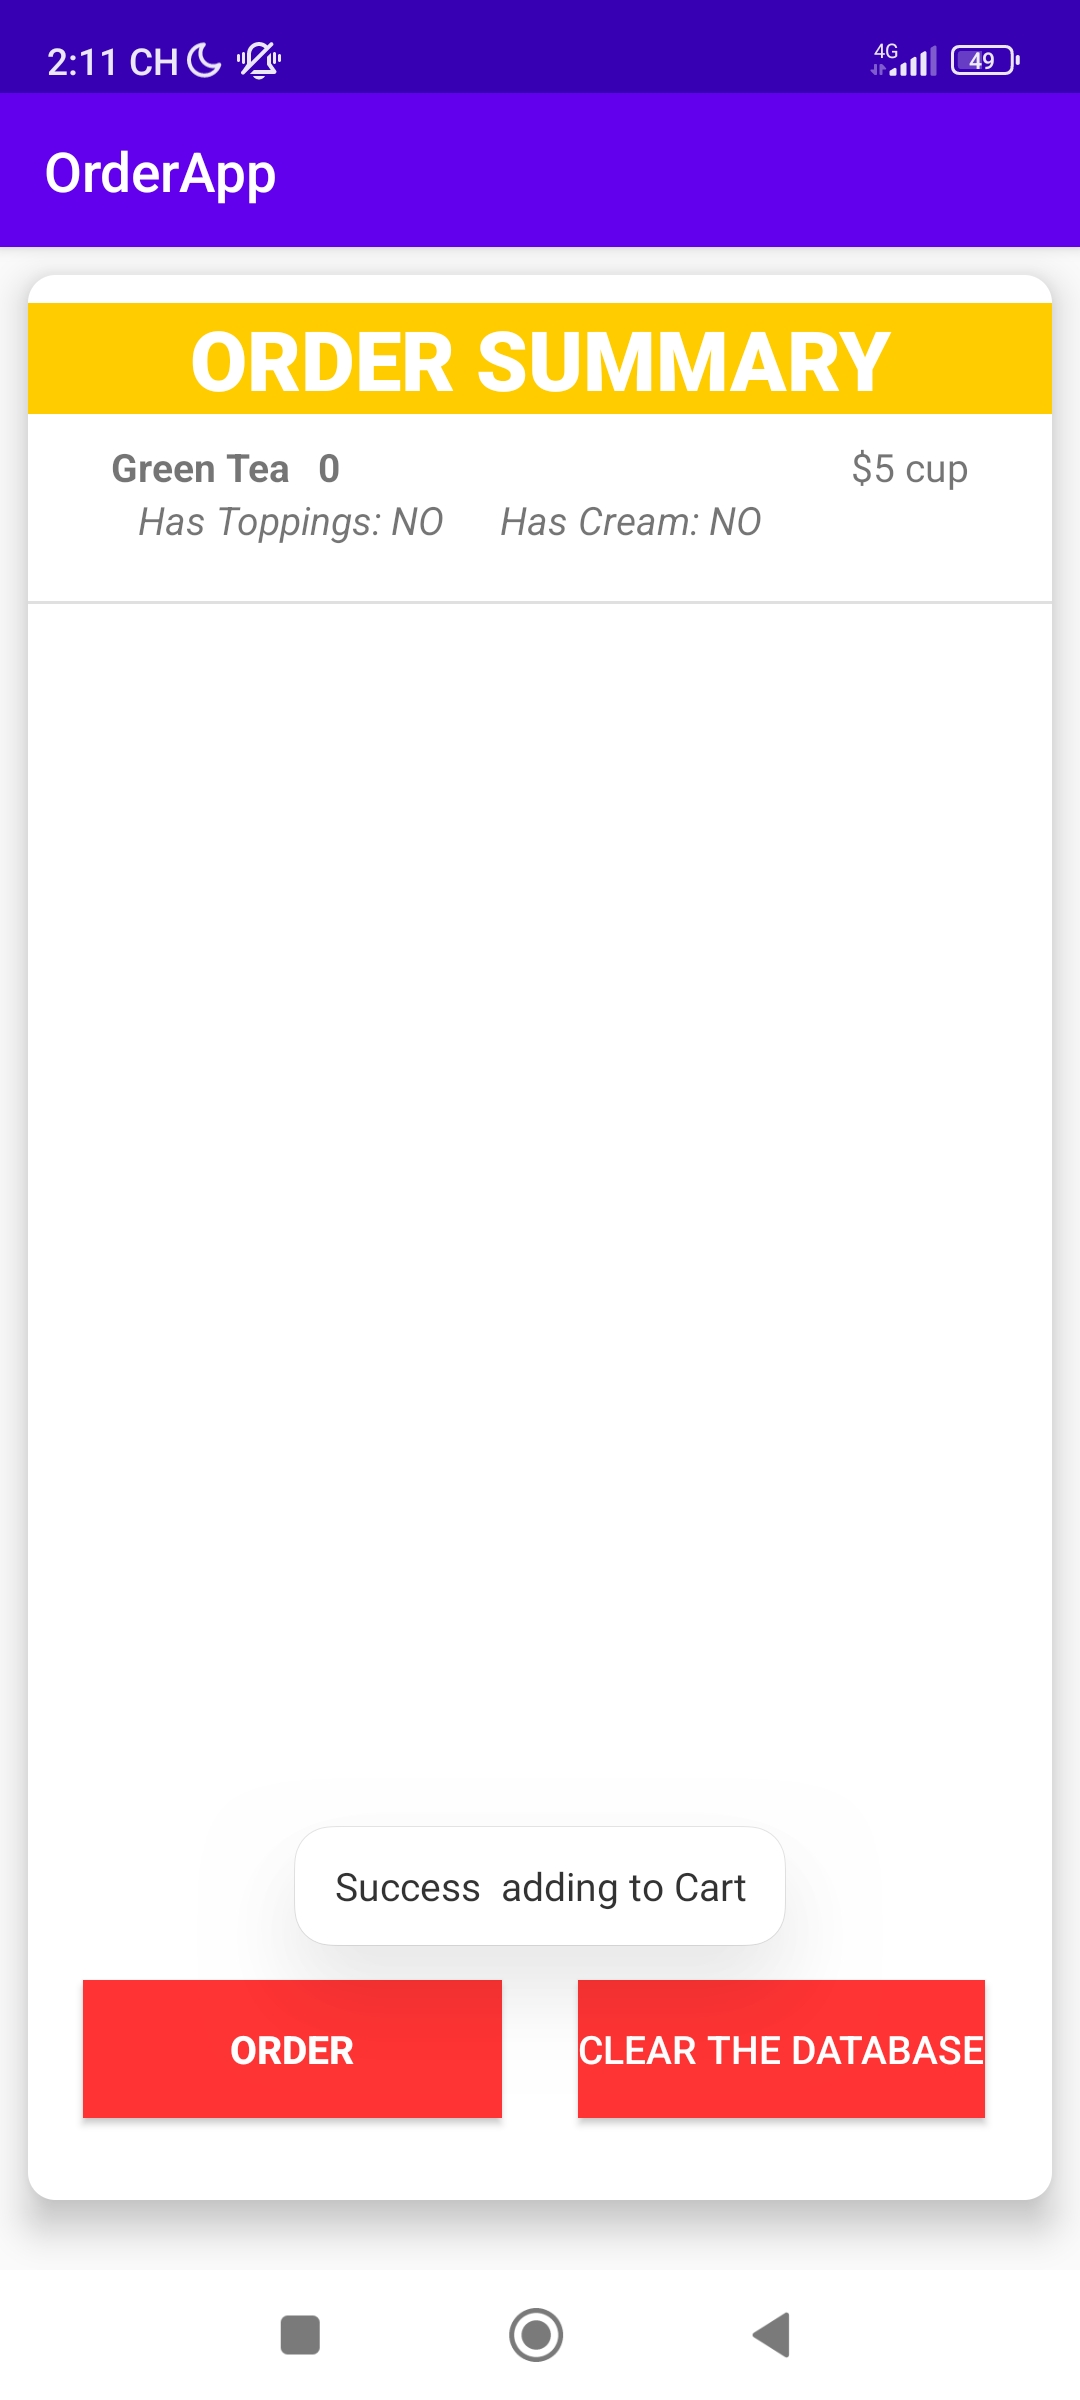 2:11 CH 4G 49
OrderApp
ORDER SUMMARY
Green Tea 0 $5 cup
Has Toppings: NO Has Cream: NO
Success  adding to Cart
ORDER CLEAR THE DATABASE